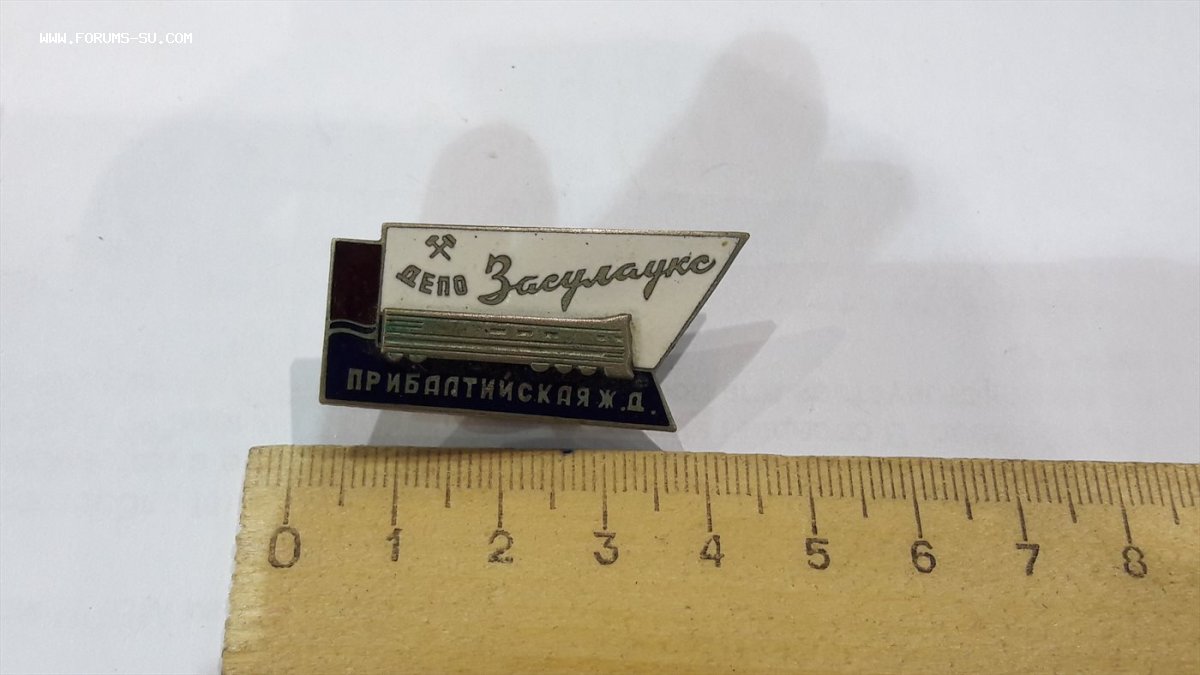 WWW.FORUMS-SU.COM
ДЕПО Засулаукс
ПРИБАЛТИЙСКАЯ Ж.Д.
0 1 2 3 4 5 6 7 8